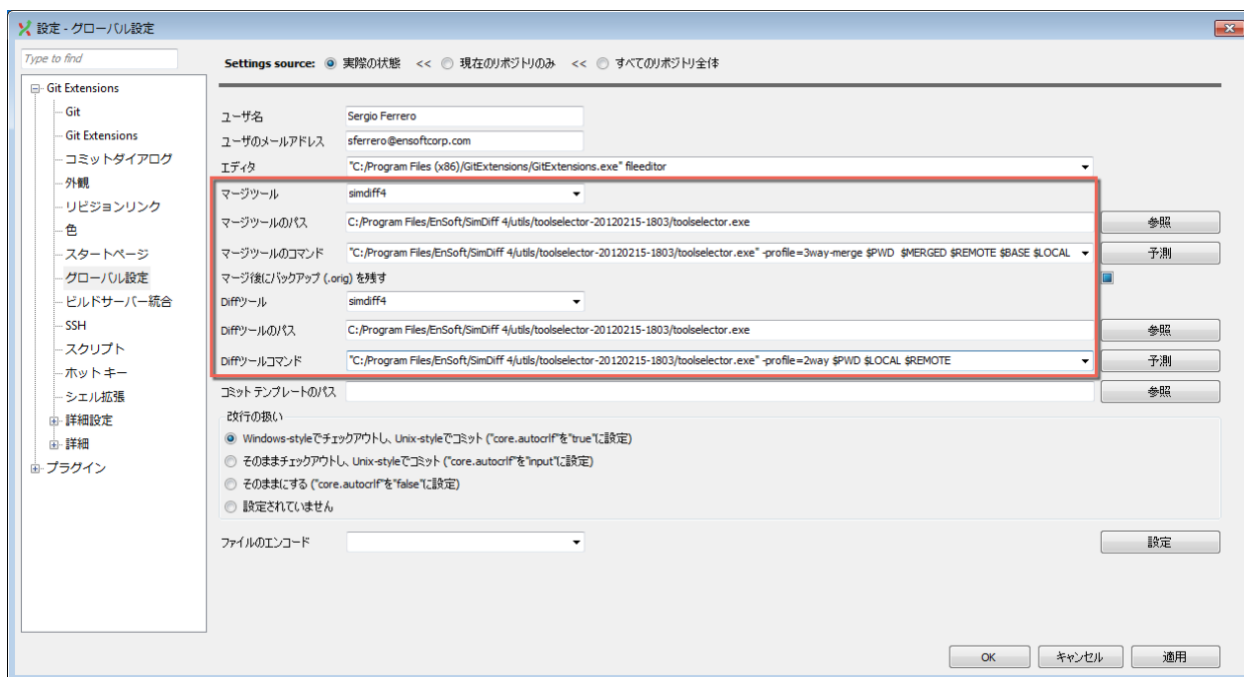 設定 - グローバル設定
Type to find
Settings source: 実際の状態 << 現在のリポジトリのみ << すべてのリポジトリ全体
Git Extensions
Git
Git Extensions
コミットダイアログ
外観
リビジョンリンク
色
スタートページ
グローバル設定
ビルドサーバー統合
SSH
スクリプト
ホットキー
シェル拡張
詳細設定
詳細
プラグイン
ユーザ名 Sergio Ferrero
ユーザのメールアドレス sferrero@ensoftcorp.com
エディタ "C:/Program Files (x86)/GitExtensions/GitExtensions.exe" fileeditor
マージツール simdiff4
マージツールのパス C:/Program Files/EnSoft/SimDiff 4/utils/toolselector-20120215-1803/toolselector.exe 参照
マージツールのコマンド "C:/Program Files/EnSoft/SimDiff 4/utils/toolselector-20120215-1803/toolselector.exe" -profile=3way-merge $PWD $MERGED $REMOTE $BASE $LOCAL 予測
マージ後にバックアップ (.orig) を残す
Diffツール simdiff4
Diffツールのパス C:/Program Files/EnSoft/SimDiff 4/utils/toolselector-20120215-1803/toolselector.exe 参照
Diffツールコマンド "C:/Program Files/EnSoft/SimDiff 4/utils/toolselector-20120215-1803/toolselector.exe" -profile=2way $PWD $LOCAL $REMOTE 予測
コミットテンプレートのパス 参照
改行の扱い
Windows-styleでチェックアウトし、Unix-styleでコミット ("core.autocrlf"を"true"に設定)
そのままチェックアウトし、Unix-styleでコミット ("core.autocrlf"を"input"に設定)
そのままにする ("core.autocrlf"を"false"に設定)
設定されていません
ファイルのエンコード 設定
OK キャンセル 適用